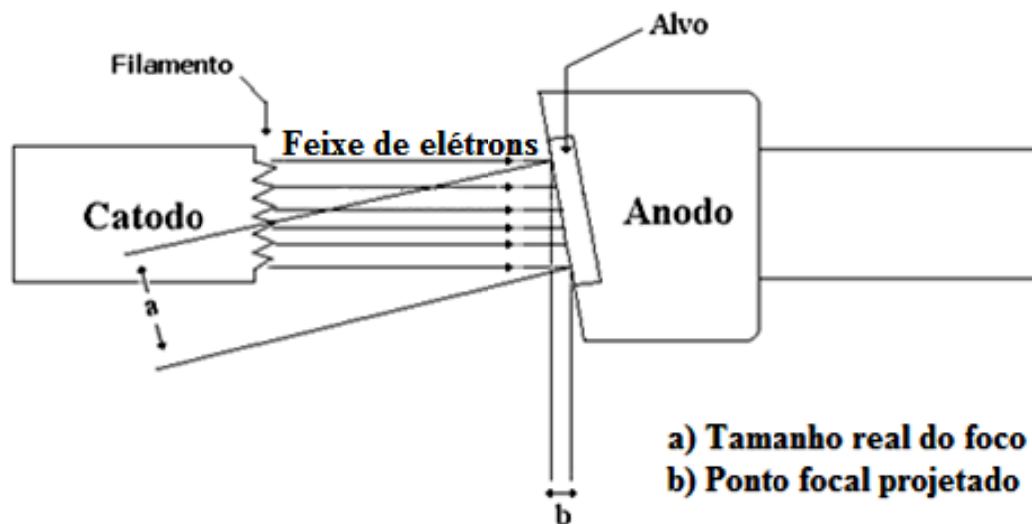 Alvo
Filamento
Feixe de elétrons
Catodo
Anodo
a
a) Tamanho real do foco
b) Ponto focal projetado
b